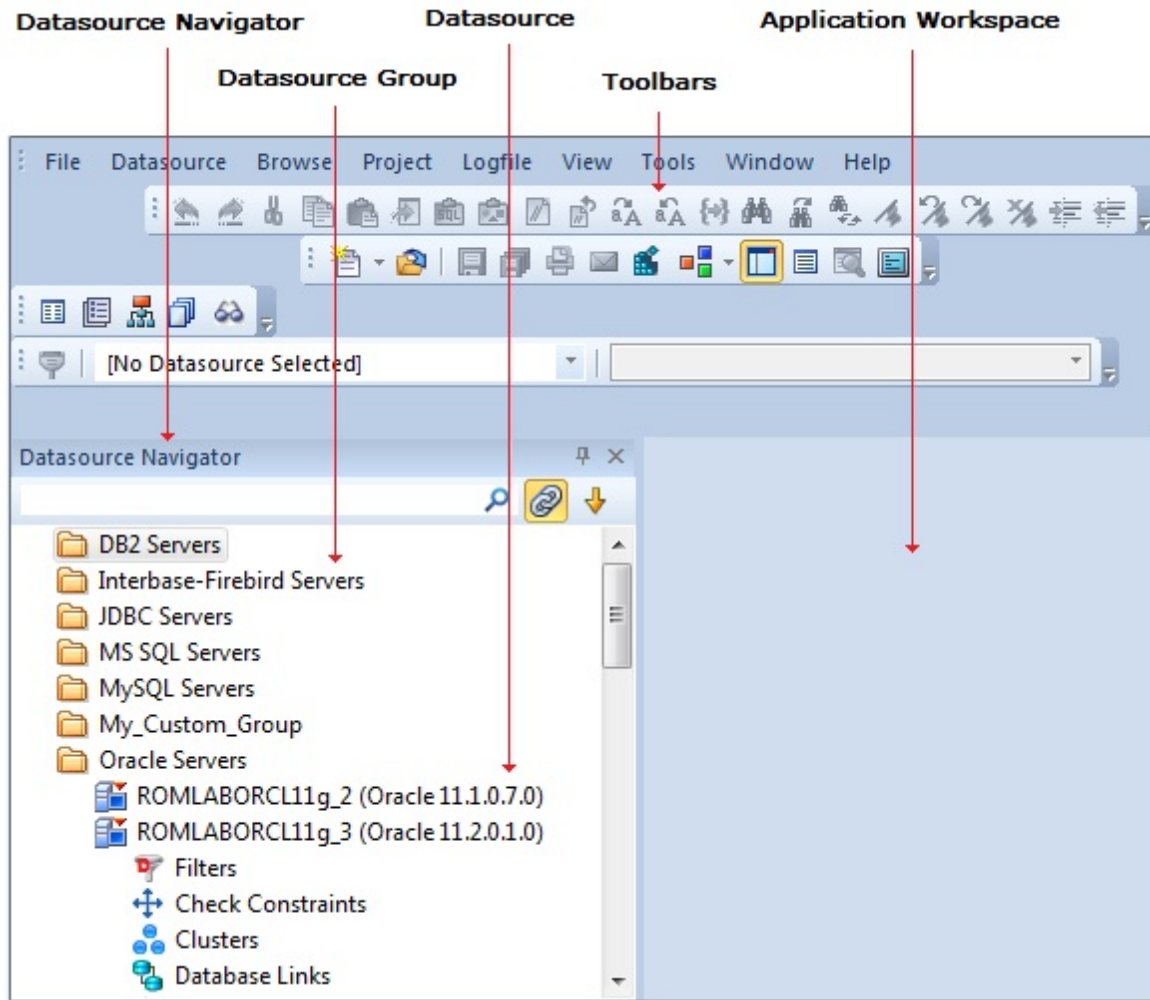 Datasource Navigator Datasource Application Workspace
Datasource Group Toolbars
File Datasource Browse Project Logfile View Tools Window Help
[No Datasource Selected]
Datasource Navigator
DB2 Servers
Interbase-Firebird Servers
JDBC Servers
MS SQL Servers
MySQL Servers
My_Custom_Group
Oracle Servers
ROMLABORCL11g_2 (Oracle 11.1.0.7.0)
ROMLABORCL11g_3 (Oracle 11.2.0.1.0)
Filters
Check Constraints
Clusters
Database Links